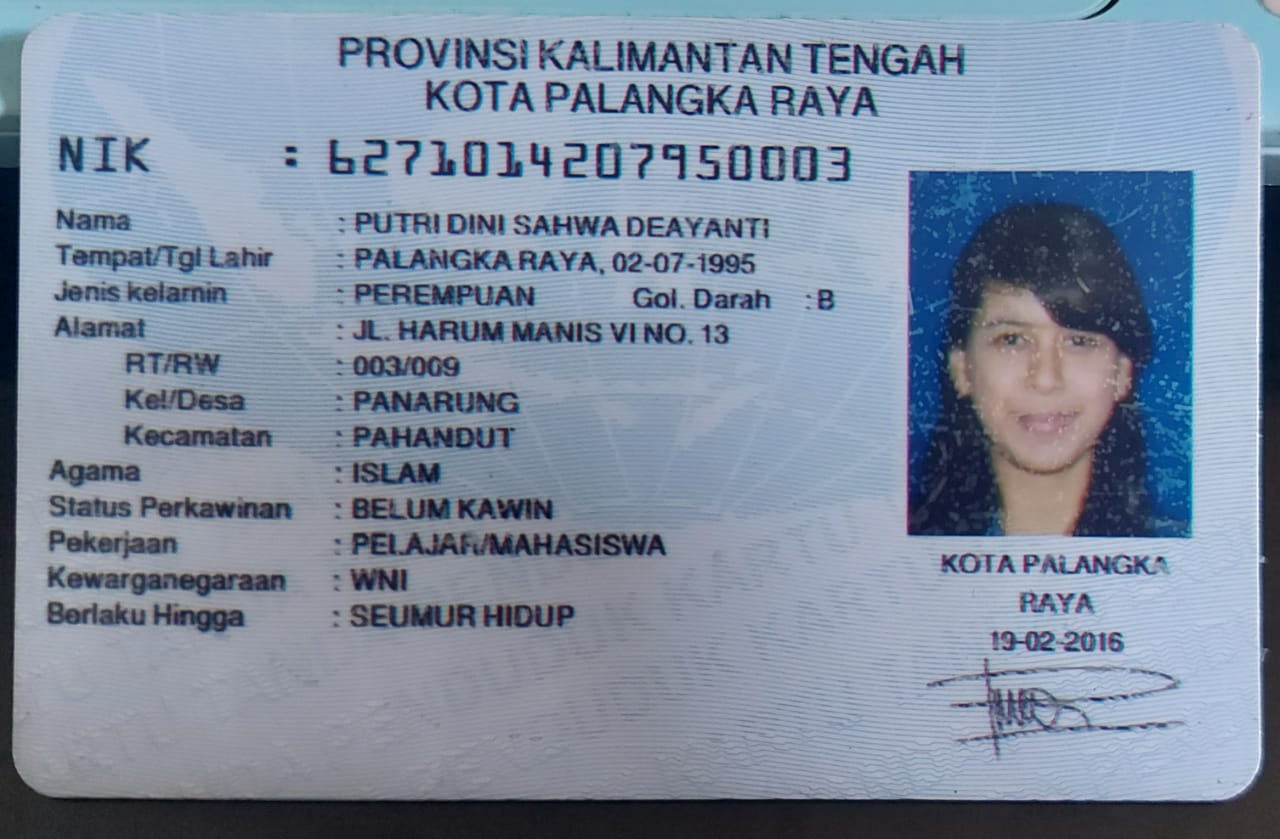 PROVINSI KALIMANTAN TENGAH
KOTA PALANGKA RAYA
NIK : 6271014207950003
Nama : PUTRI DINI SAHWA DEAYANTI
Tempat/Tgl Lahir : PALANGKA RAYA, 02-07-1995
Jenis kelamin : PEREMPUAN Gol. Darah : B
Alamat : JL. HARUM MANIS VI NO. 13
RT/RW : 003/009
Kel/Desa : PANARUNG
Kecamatan : PAHANDUT
Agama : ISLAM
Status Perkawinan : BELUM KAWIN
Pekerjaan : PELAJAR/MAHASISWA
Kewarganegaraan : WNI
Berlaku Hingga : SEUMUR HIDUP
KOTA PALANGKA
RAYA
19-02-2016